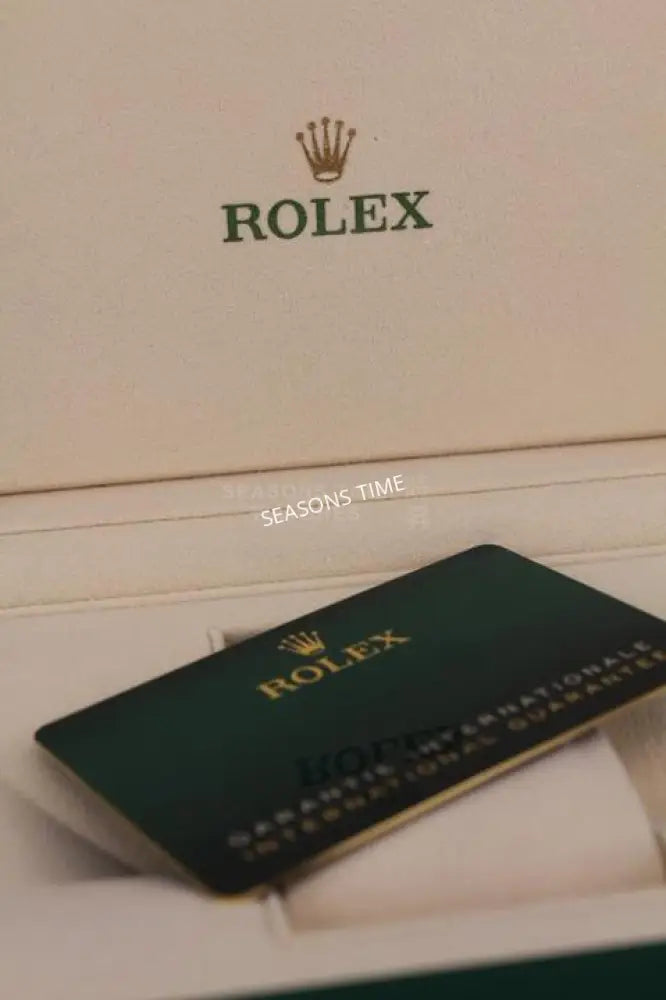 ROLEX
SEASONS TIME
ROLEX
GARANTIE INTERNATIONALE
INTERNATIONAL GUARANTEE